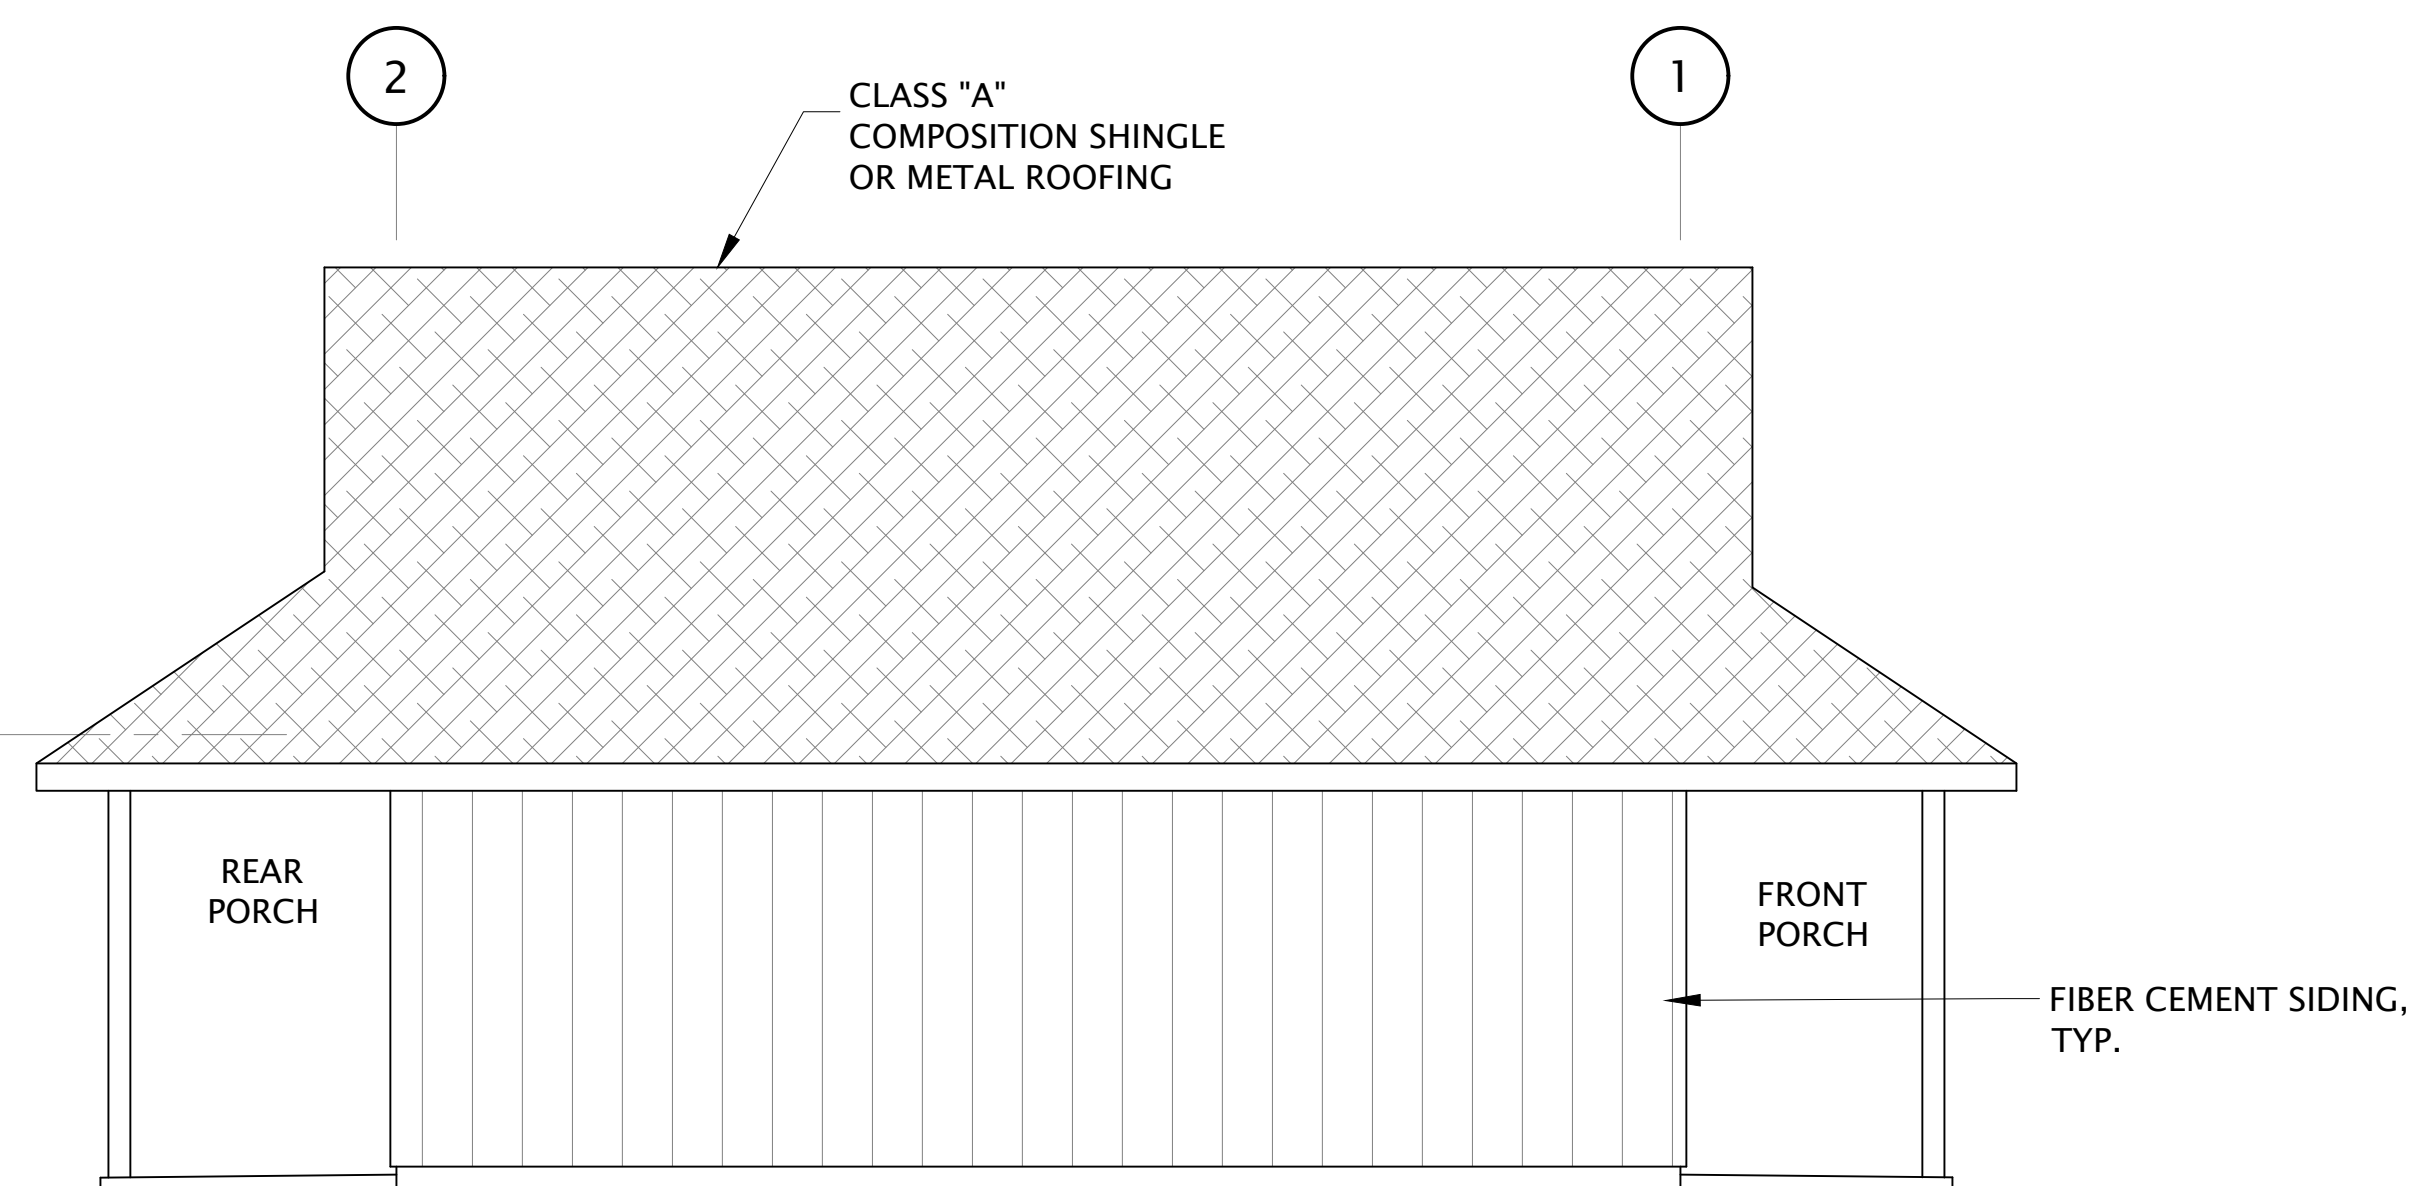 2
1
CLASS "A"
COMPOSITION SHINGLE
OR METAL ROOFING
REAR
PORCH
FRONT
PORCH
FIBER CEMENT SIDING,
TYP.